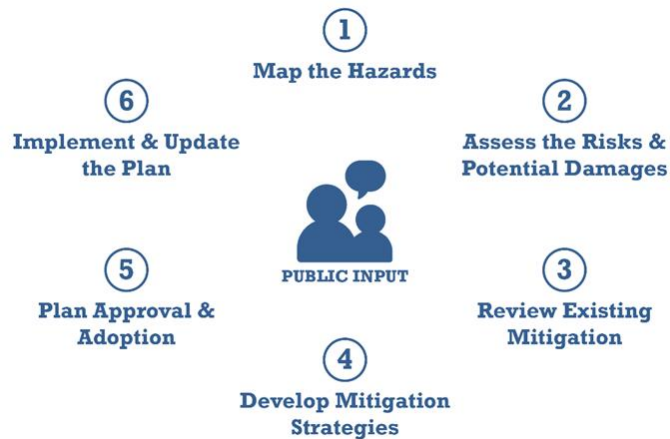 1
Map the Hazards
2
Assess the Risks &
Potential Damages
3
Review Existing
Mitigation
4
Develop Mitigation
Strategies
5
Plan Approval &
Adoption
6
Implement & Update
the Plan
PUBLIC INPUT